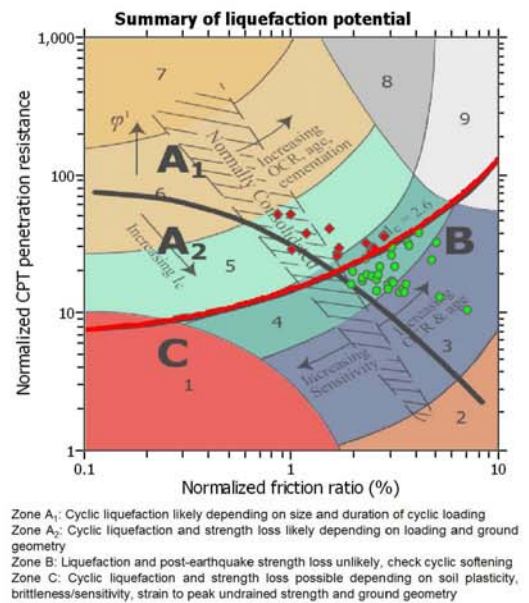 Summary of liquefaction potential
1,000
100
10
1
Normalized CPT penetration resistance
7
8
9
φ'
A1
Normally Consolidated
Increasing
OCR, age,
cementation
6
A2
Increasing Ic
5
Ic = 2.6
B
4
C
1
Increasing
Sensitivity
Increasing
OCR & age
3
2
0.1
1
10
Normalized friction ratio (%)
Zone A1: Cyclic liquefaction likely depending on size and duration of cyclic loading
Zone A2: Cyclic liquefaction and strength loss likely depending on loading and ground
geometry
Zone B: Liquefaction and post-earthquake strength loss unlikely, check cyclic softening
Zone C: Cyclic liquefaction and strength loss possible depending on soil plasticity,
brittleness/sensitivity, strain to peak undrained strength and ground geometry